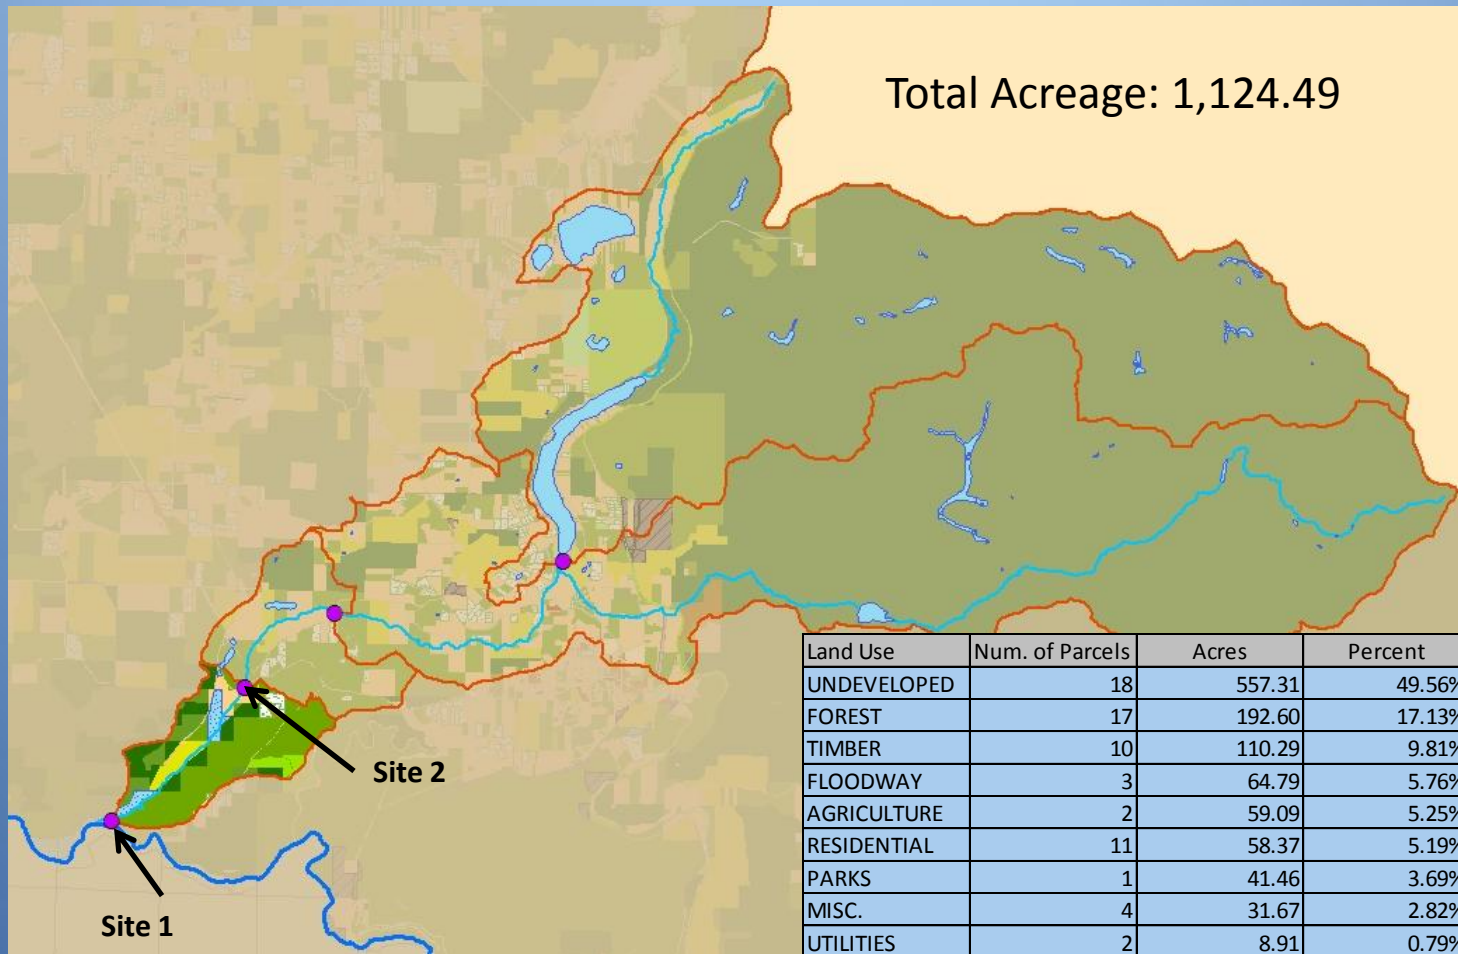 Total Acreage: 1,124.49
Site 2
Site 1
Land Use Num. of Parcels Acres Percent
UNDEVELOPED 18 557.31 49.56%
FOREST 17 192.60 17.13%
TIMBER 10 110.29 9.81%
FLOODWAY 3 64.79 5.76%
AGRICULTURE 2 59.09 5.25%
RESIDENTIAL 11 58.37 5.19%
PARKS 1 41.46 3.69%
MISC. 4 31.67 2.82%
UTILITIES 2 8.91 0.79%